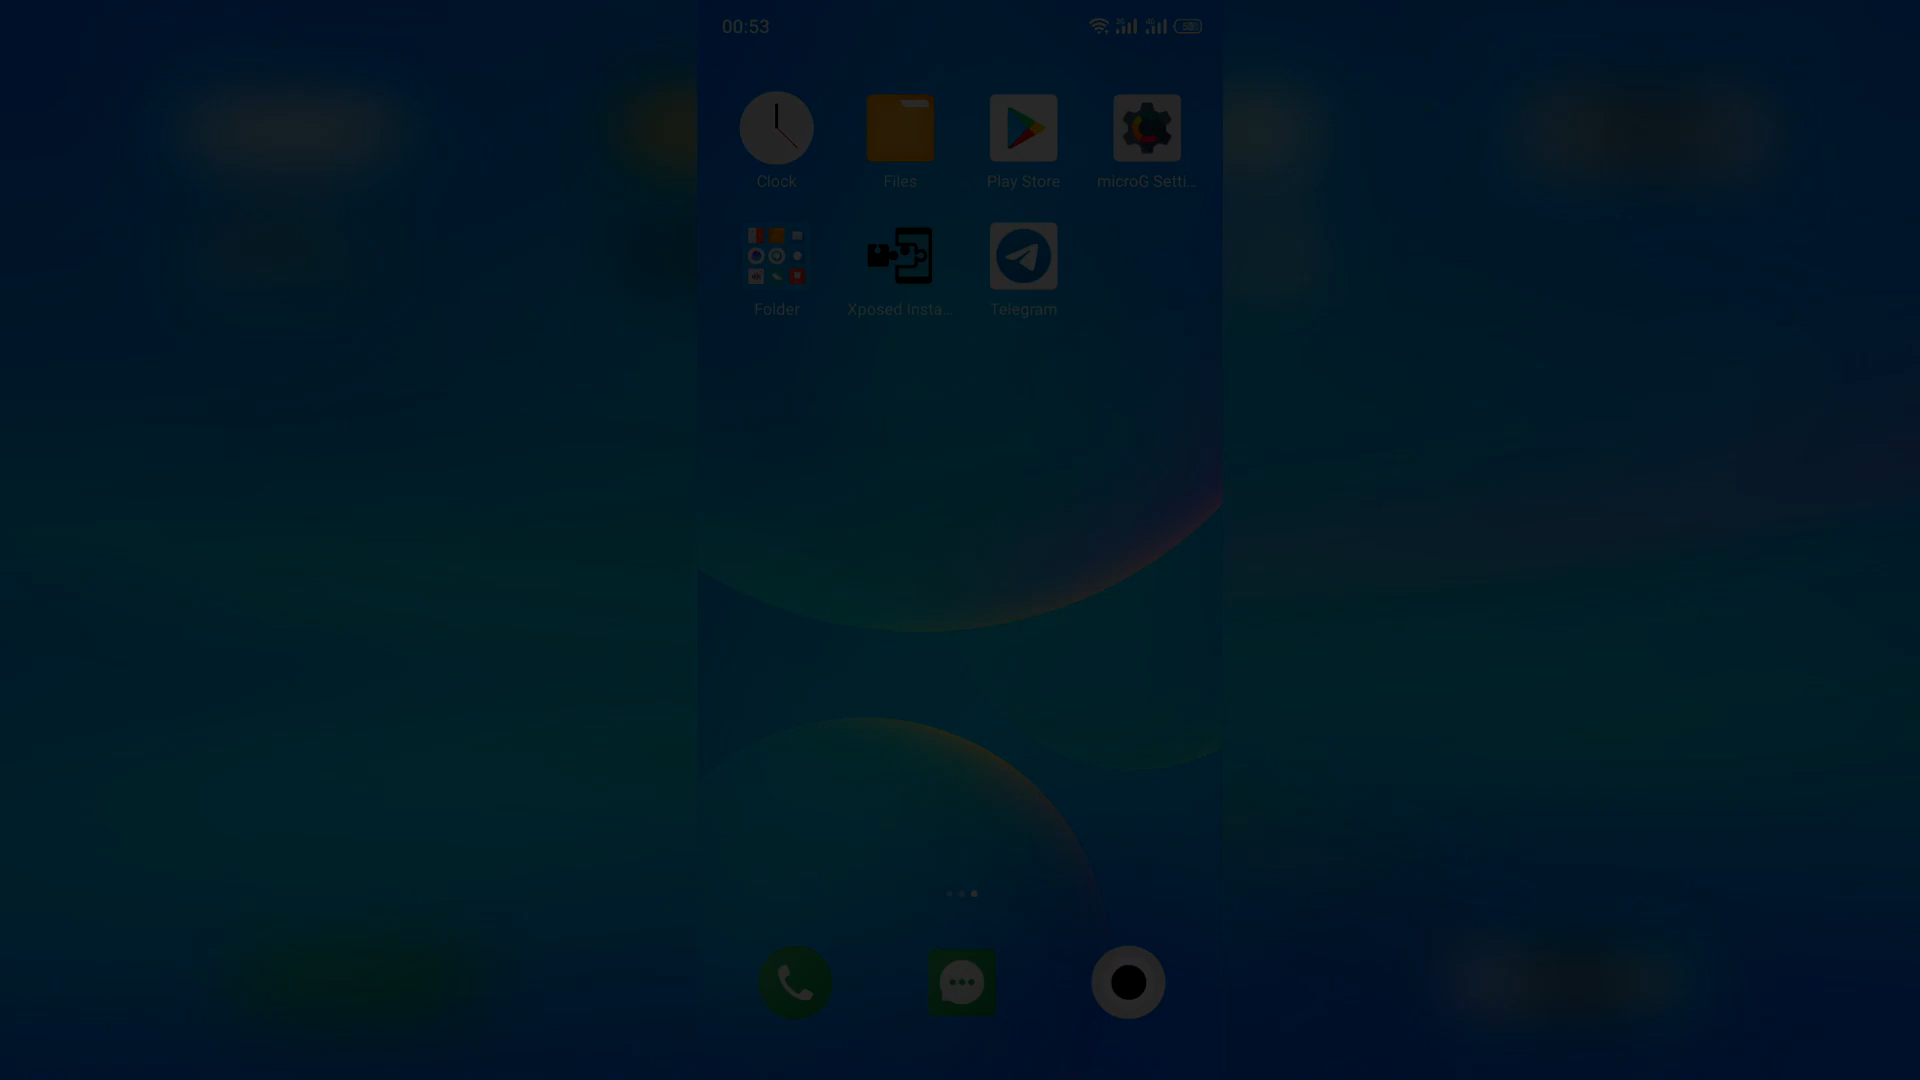 00:53
Clock Files Play Store microG Setti...
Folder Xposed Insta... Telegram